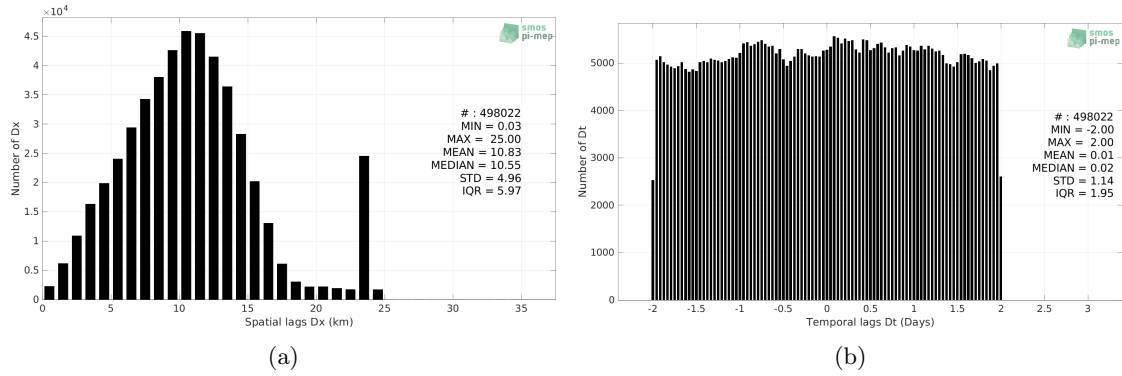 ×10⁴
4.5
4
3.5
3
2.5
2
1.5
1
0.5
0
Number of Dx
smos
pi-mep
# : 498022
MIN = 0.03
MAX = 25.00
MEAN = 10.83
MEDIAN = 10.55
STD = 4.96
IQR = 5.97
0 5 10 15 20 25 30 35
Spatial lags Dx (km)
(a)
5000
4000
3000
2000
1000
0
Number of Dt
smos
pi-mep
# : 498022
MIN = -2.00
MAX = 2.00
MEAN = 0.01
MEDIAN = 0.02
STD = 1.14
IQR = 1.95
-2 -1.5 -1 -0.5 0 0.5 1 1.5 2 2.5 3
Temporal lags Dt (Days)
(b)